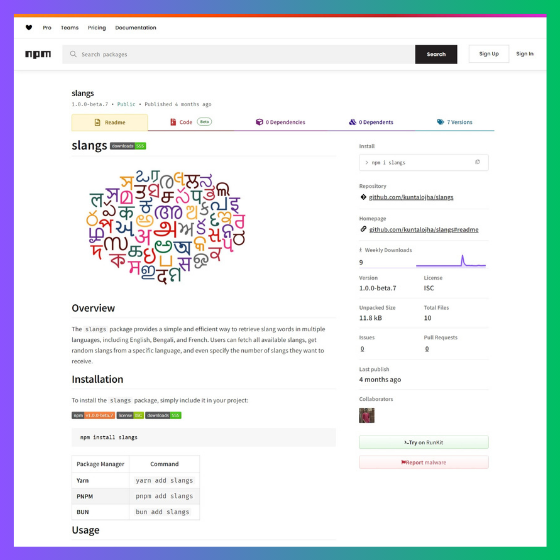 Pro Teams Pricing Documentation
npm Search packages Search Sign Up Sign In
slangs
1.0.0-beta.7 • Public • Published 4 months ago
Readme Code Beta 0 Dependencies 0 Dependents 7 Versions
slangs
Install
> npm i slangs
Repository
github.com/kuntalojha/slangs
Homepage
github.com/kuntalojha/slangs#readme
Weekly Downloads
9
Version License
1.0.0-beta.7 ISC
Unpacked Size Total Files
11.8 kB 10
Issues Pull Requests
0 0
Last publish
4 months ago
Collaborators
Try on RunKit
Report malware
Overview
The slangs package provides a simple and efficient way to retrieve slang words in multiple
languages, including English, Bengali, and French. Users can fetch all available slangs, get
random slangs from a specific language, and even specify the number of slangs they want to
receive.
Installation
To install the slangs package, simply include it in your project:
npm v1.0.0-beta.7 license ISC downloads
npm install slangs
Package Manager Command
Yarn yarn add slangs
PNPM pnpm add slangs
BUN bun add slangs
Usage